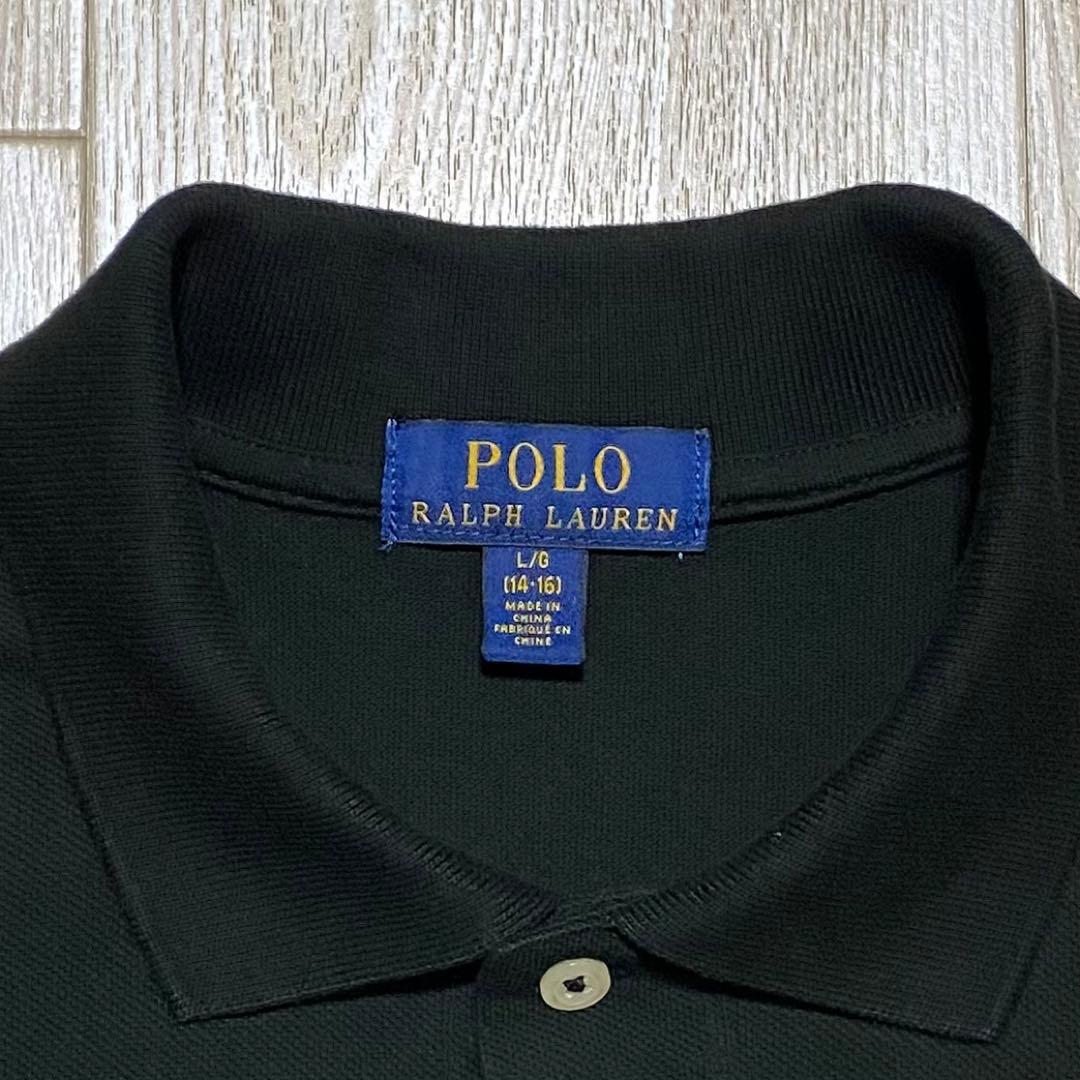 POLO
RALPH LAUREN
L/G
(14-16)
MADE IN
CHINA
FABRIQUÉ EN
CHINE